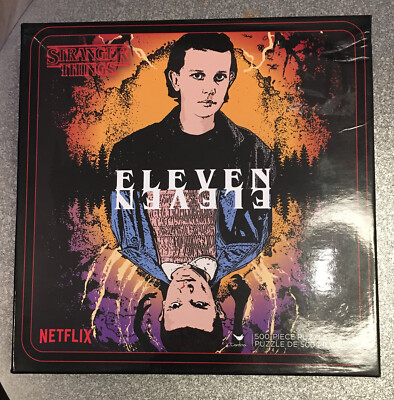 STRANGER
THINGS
ELEVEN
ELEVEN
NETFLIX
500 PIECE
PUZZLE DE 500